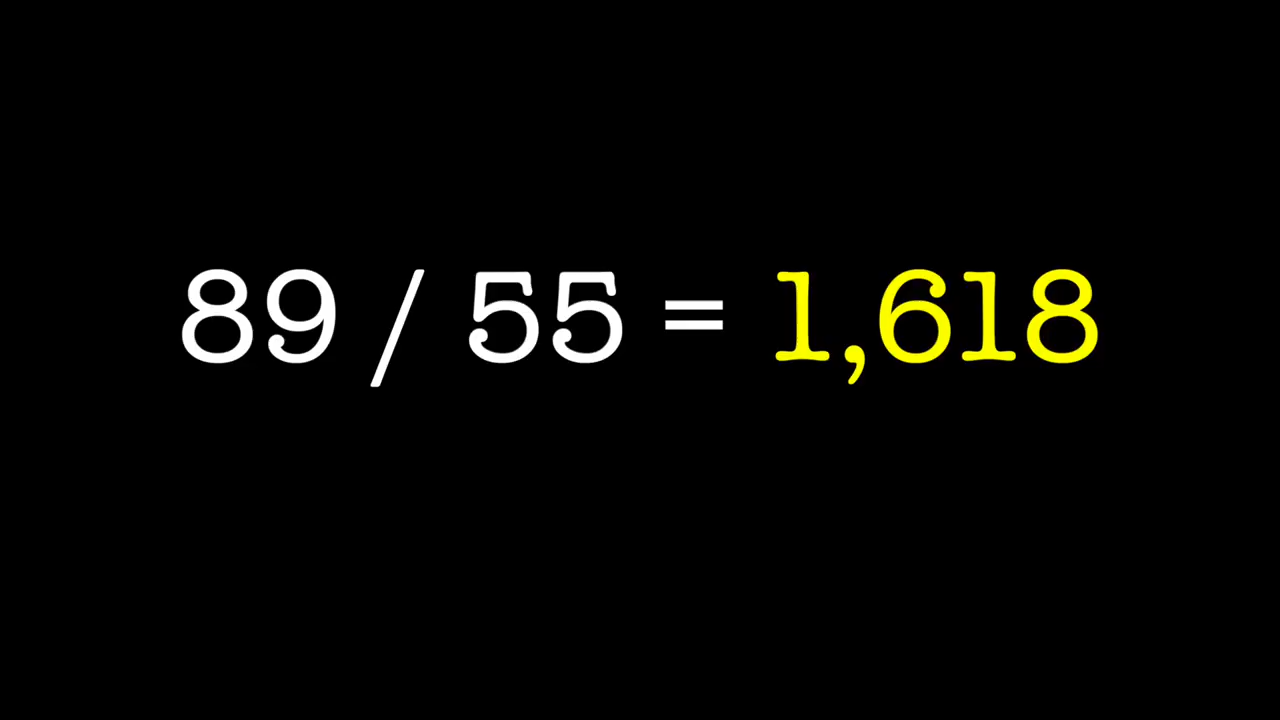 89 / 55 = 1,618